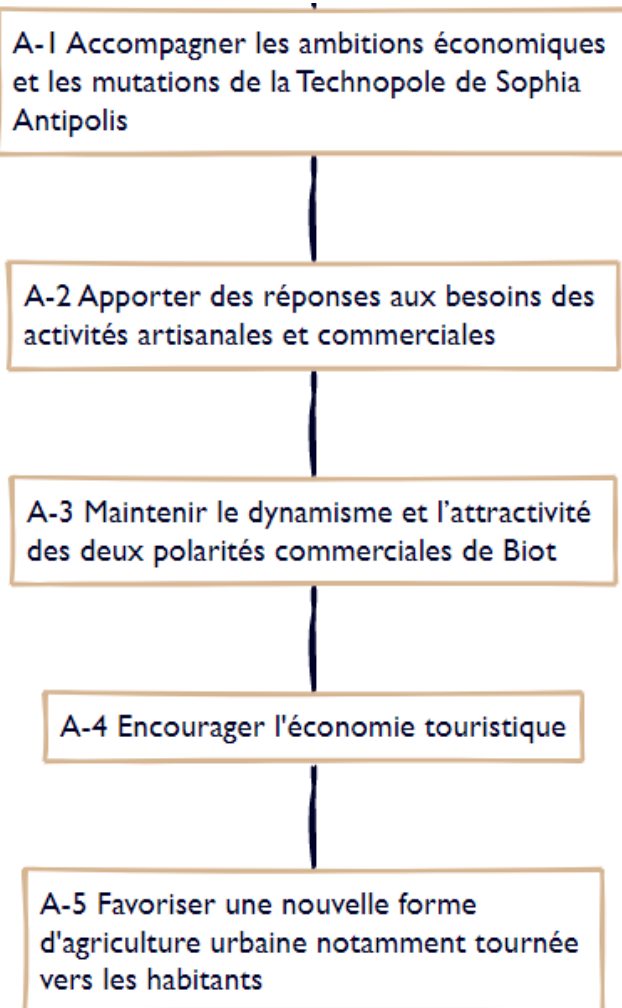 A-1 Accompagner les ambitions économiques
et les mutations de la Technopole de Sophia
Antipolis
A-2 Apporter des réponses aux besoins des
activités artisanales et commerciales
A-3 Maintenir le dynamisme et l’attractivité
des deux polarités commerciales de Biot
A-4 Encourager l'économie touristique
A-5 Favoriser une nouvelle forme
d'agriculture urbaine notamment tournée
vers les habitants